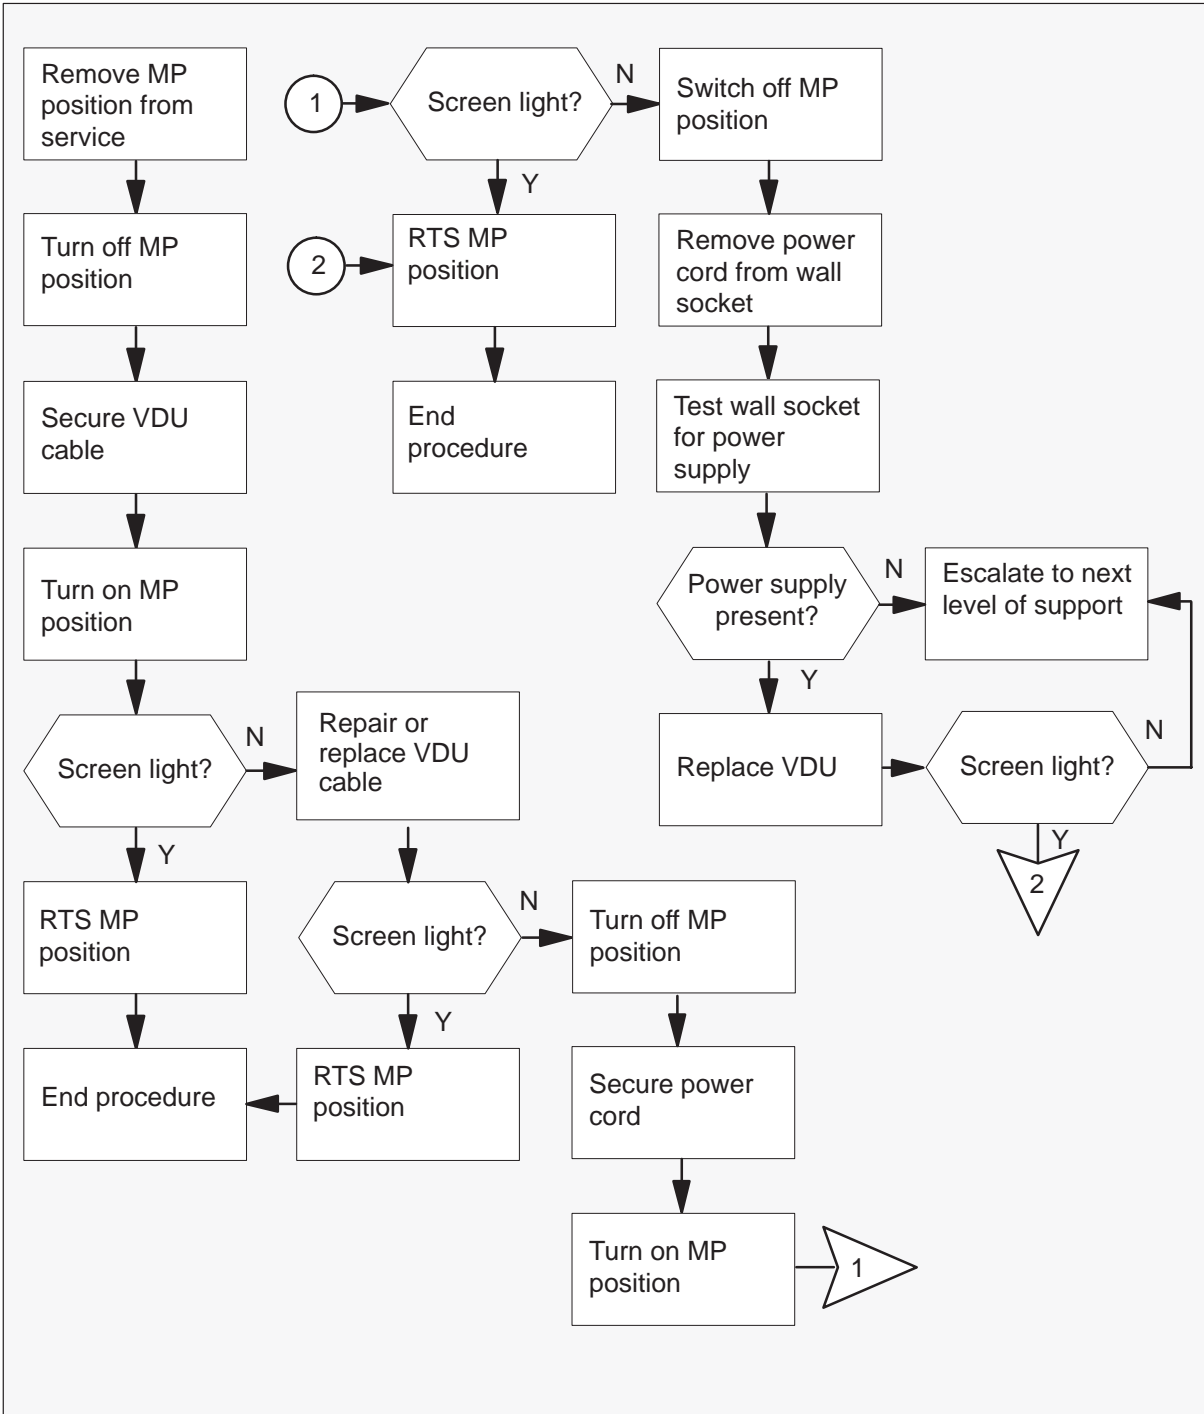 Remove MP
position from
service
Turn off MP
position
Secure VDU
cable
Turn on MP
position
Screen light?
N
Y
RTS MP
position
End procedure
Repair or
replace VDU
cable
Screen light?
N
Y
RTS MP
position
Turn off MP
position
Secure power
cord
Turn on MP
position
1
1
Screen light?
N
Y
2
RTS MP
position
End
procedure
Switch off MP
position
Remove power
cord from wall
socket
Test wall socket
for power
supply
Power supply
present?
N
Y
Escalate to next
level of support
Replace VDU
Screen light?
N
Y
2